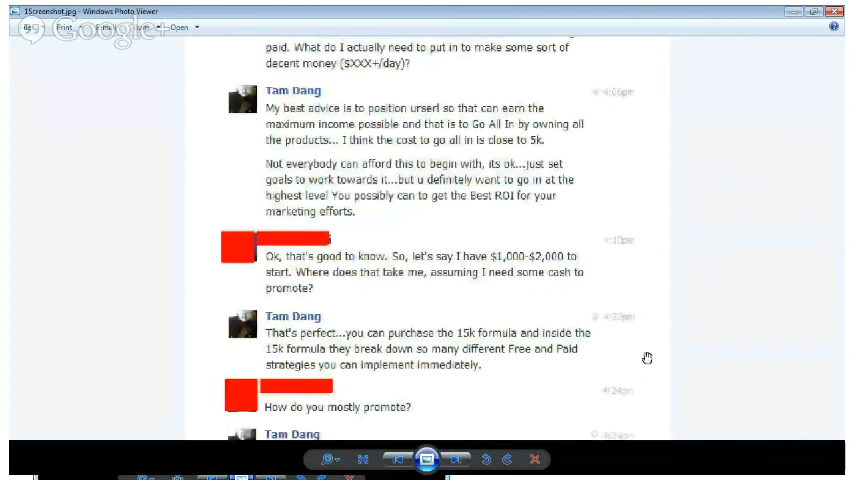 1Screenshot.jpg - Windows Photo Viewer
Print
Open
Google+
paid. What do I actually need to put in to make some sort of
decent money ($XXX+/day)?
Tam Dang
4:05pm
My best advice is to position urserl so that can earn the
maximum income possible and that is to Go All In by owning all
the products... I think the cost to go all in is close to 5k.
Not everybody can afford this to begin with, its ok...just set
goals to work towards it...but u definitely want to go in at the
highest level You possibly can to get the Best ROI for your
marketing efforts.
4:10pm
Ok, that's good to know. So, let's say I have $1,000-$2,000 to
start. Where does that take me, assuming I need some cash to
promote?
Tam Dang
That's perfect...you can purchase the 15k formula and inside the
15k formula they break down so many different Free and Paid
strategies you can implement immediately.
4:24pm
How do you mostly promote?
Tam Dang